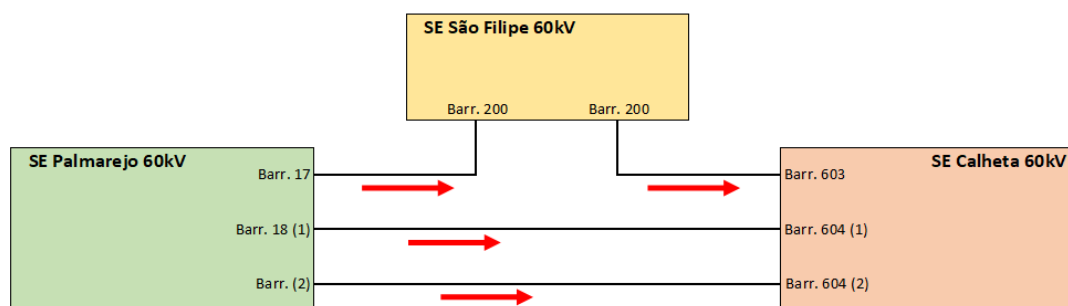 SE São Filipe 60kV
Barr. 200
Barr. 200
SE Palmarejo 60kV
SE Calheta 60kV
Barr. 17
Barr. 603
Barr. 18 (1)
Barr. 604 (1)
Barr. (2)
Barr. 604 (2)